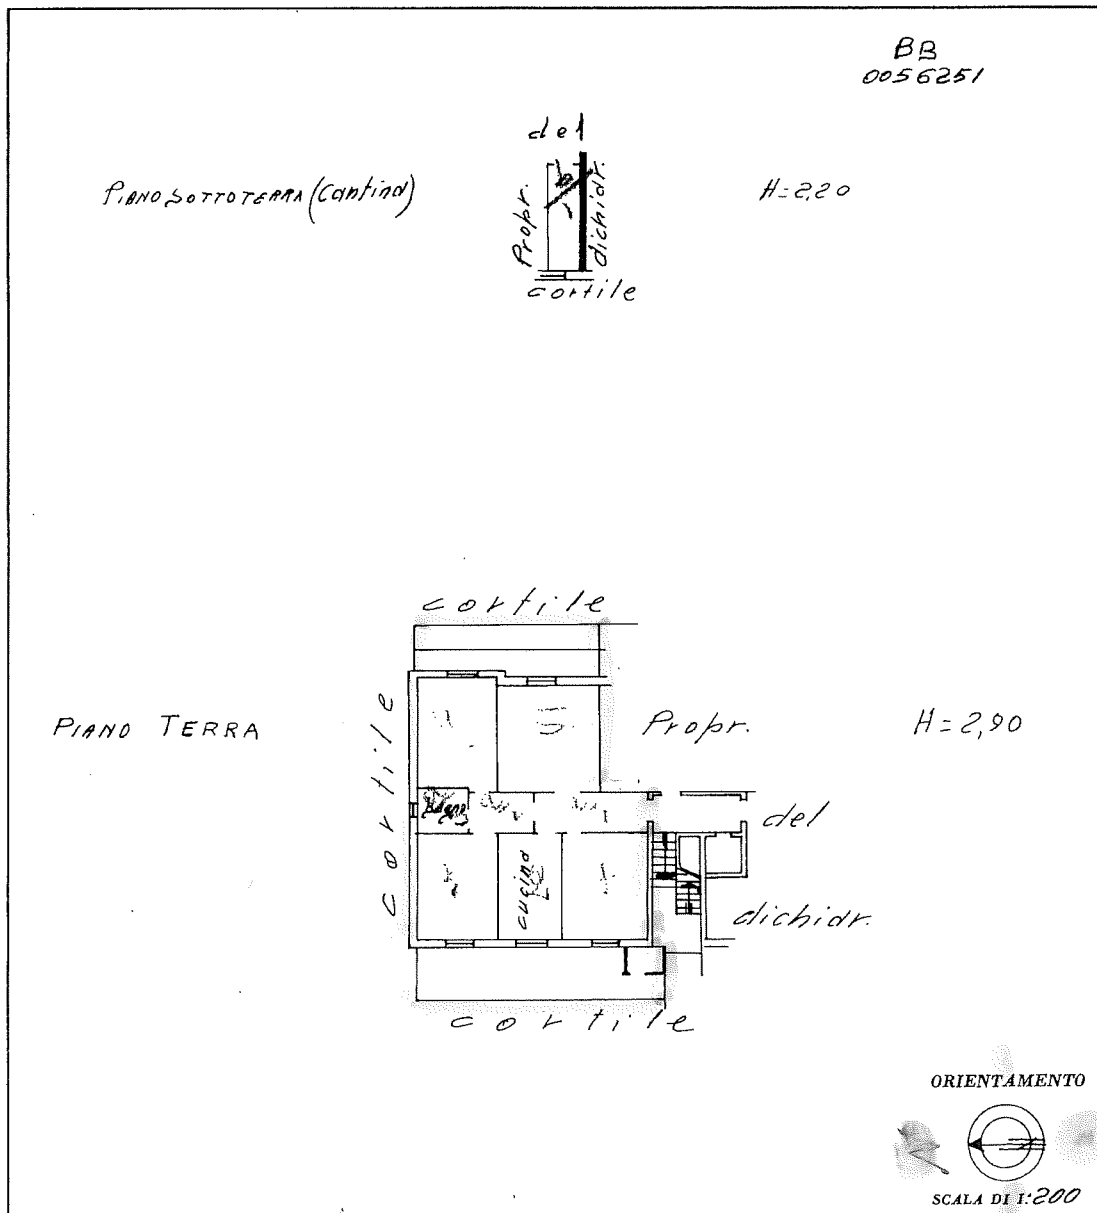 BB
0056251
del
PIANO SOTTOTERRA (Cantina)
Propr.
dichiar.
H=2,20
cortile
cortile
PIANO TERRA
cortile
Propr.
H=2,90
Bagno
del
cucina
dichiar.
cortile
ORIENTAMENTO
SCALA DI 1:200